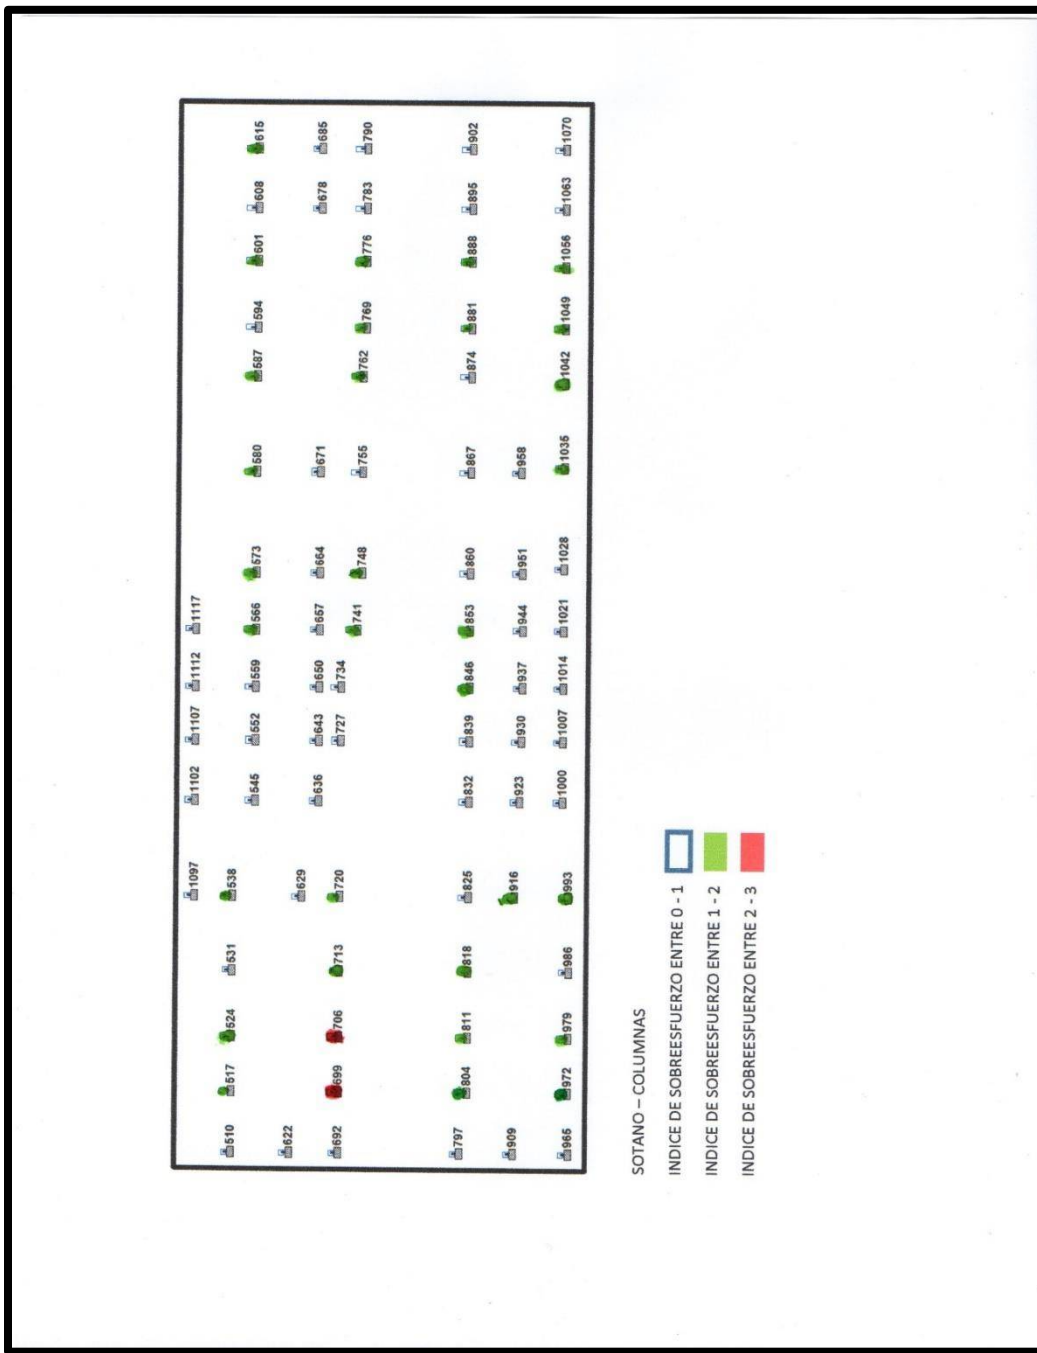 1097 1102 1107 1112 1117
510 517 524 531 538 545 552 559 566 573 580 587 594 601 608 615
622 629 636 643 650 657 664 671 678 685
692 699 706 713 720 727 734 741 748 755 762 769 776 783 790
797 804 811 818 825 832 839 846 853 860 867 874 881 888 895 902
909 916 923 930 937 944 951 958
965 972 979 986 993 1000 1007 1014 1021 1028 1035 1042 1049 1056 1063 1070
SOTANO – COLUMNAS
INDICE DE SOBREESFUERZO ENTRE 0 - 1
INDICE DE SOBREESFUERZO ENTRE 1 - 2
INDICE DE SOBREESFUERZO ENTRE 2 - 3